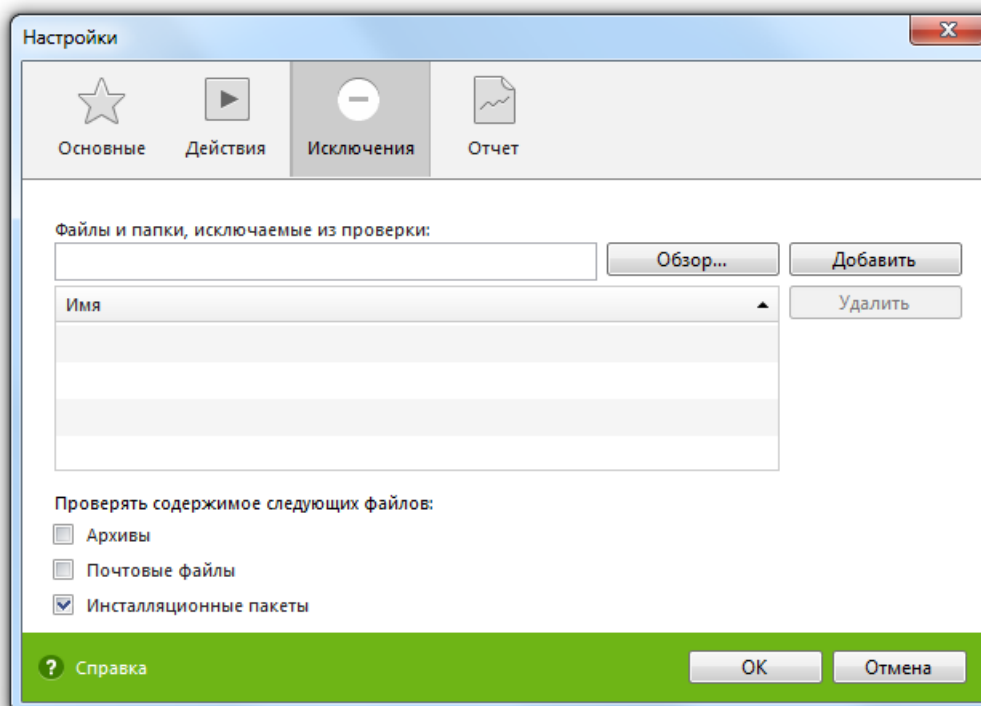 Настройки
Основные Действия Исключения Отчет
Файлы и папки, исключаемые из проверки:
Обзор... Добавить
Имя Удалить
Проверять содержимое следующих файлов:
Архивы
Почтовые файлы
Инсталляционные пакеты
? Справка OK Отмена